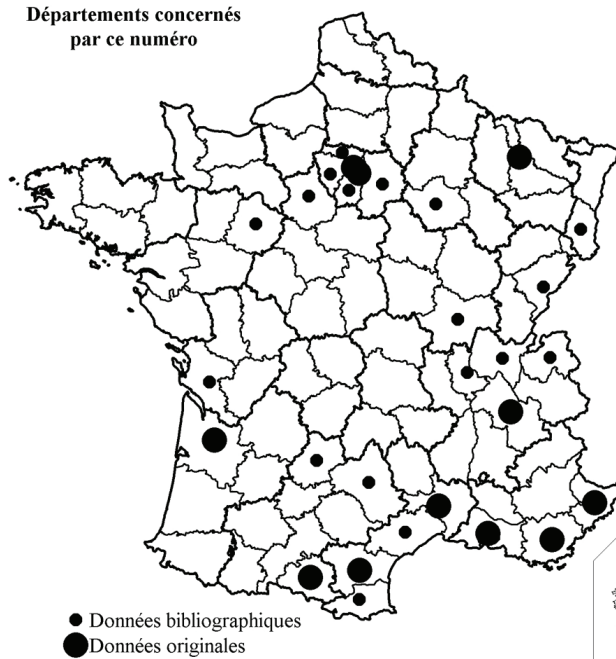 Départements concernés
par ce numéro
Données bibliographiques
Données originales